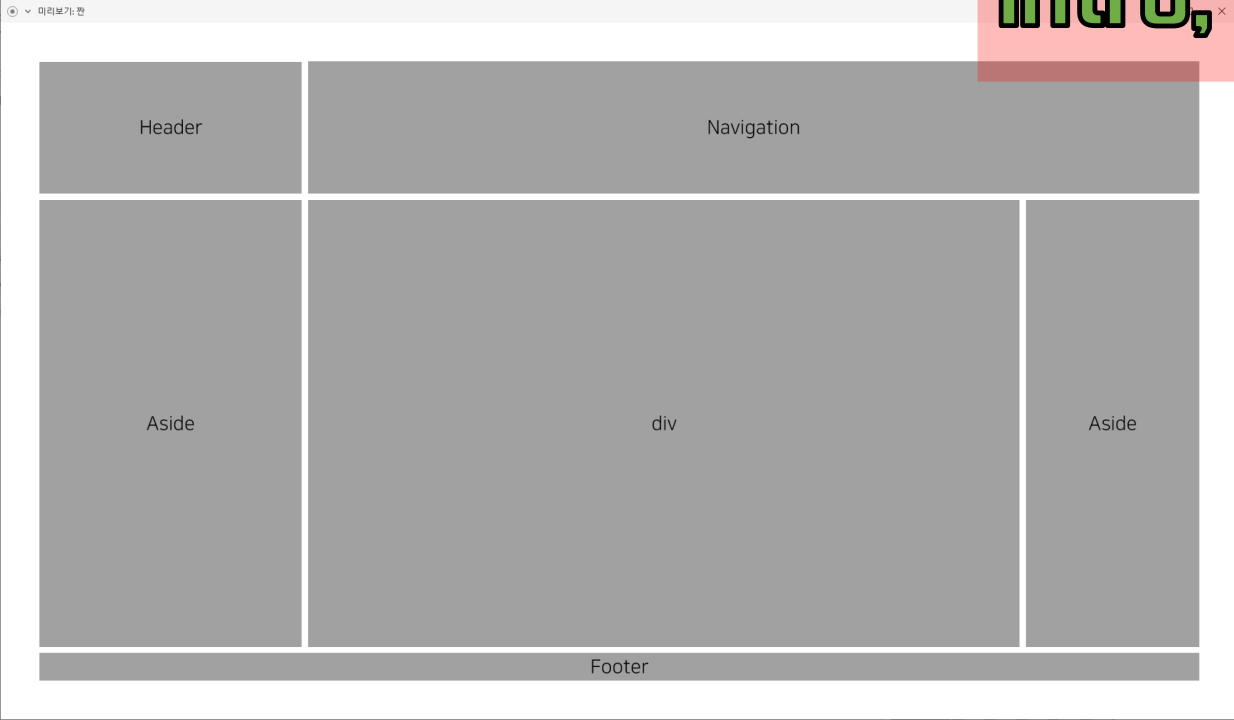 미리보기: 짠
Header
Navigation
Aside
div
Aside
Footer